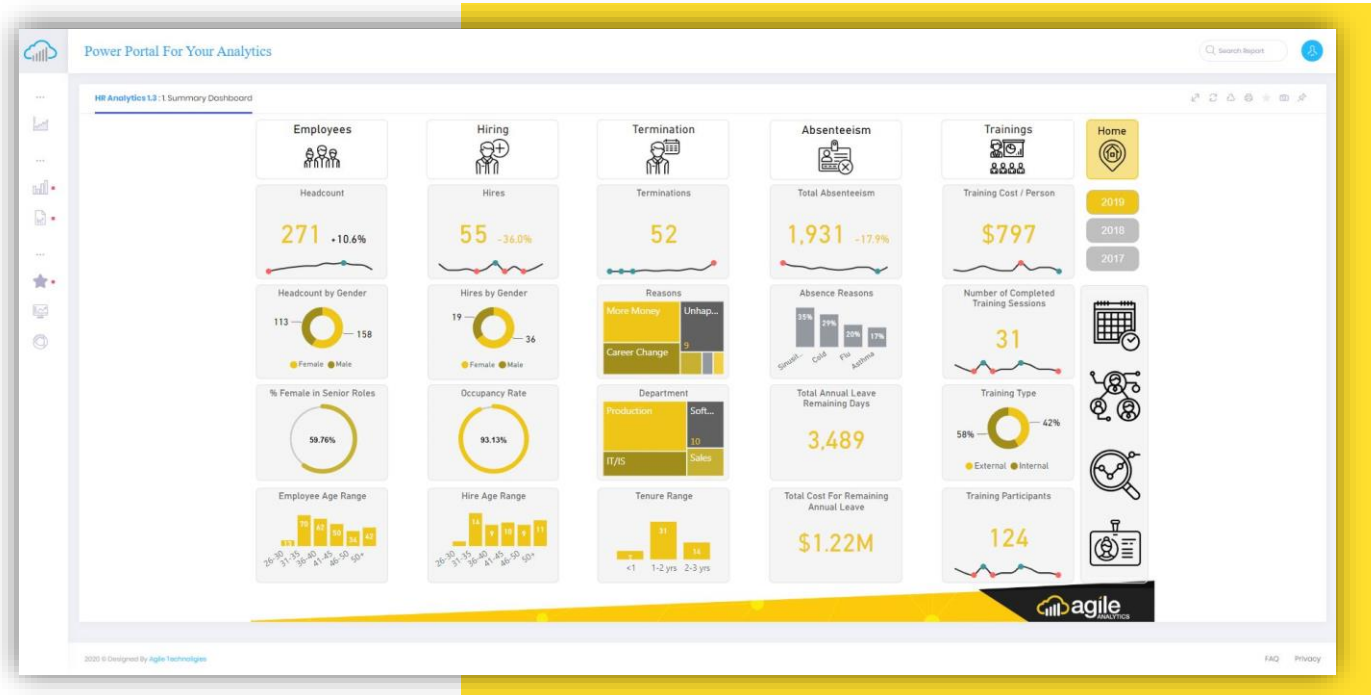 Power Portal For Your Analytics
Search Report
HR Analytics 1.3 : 1. Summary Dashboard
Employees
Hiring
Termination
Absenteeism
Trainings
Home
Headcount
271 +10.6%
Hires
55 -36.0%
Terminations
52
Total Absenteeism
1,931 -17.9%
Training Cost / Person
$797
2019
2018
2017
Headcount by Gender
113
158
Female Male
Hires by Gender
19
36
Female Male
Reasons
More Money
Unhap...
9
Career Change
Absence Reasons
35%
29%
20%
17%
Sinusit...
Cold
Flu
Asthma
Number of Completed
Training Sessions
31
% Female in Senior Roles
59.76%
Occupancy Rate
93.13%
Department
Production
Soft...
10
IT/IS
Sales
Total Annual Leave
Remaining Days
3,489
Training Type
42%
58%
External Internal
Employee Age Range
70
62
50
36
42
26-30
31-35
36-40
41-45
46-50
50+
Hire Age Range
9
10
9
11
26-30
31-35
36-40
41-45
46-50
50+
Tenure Range
31
14
<1
1-2 yrs
2-3 yrs
Total Cost For Remaining
Annual Leave
$1.22M
Training Participants
124
agile
ANALYTICS
2020 © Designed By Agile Technoligies
FAQ
Privacy